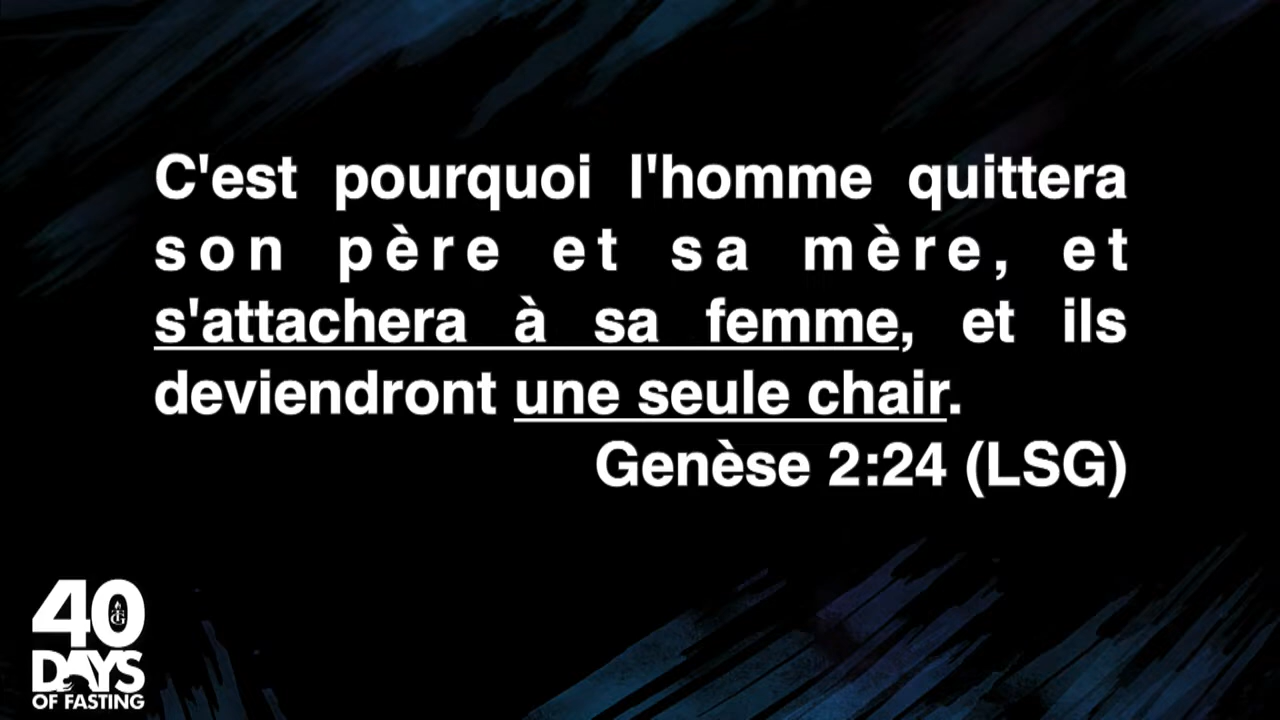 C'est pourquoi l'homme quittera
son père et sa mère, et
s'attachera à sa femme, et ils
deviendront une seule chair.
Genèse 2:24 (LSG)
40
DAYS
OF FASTING